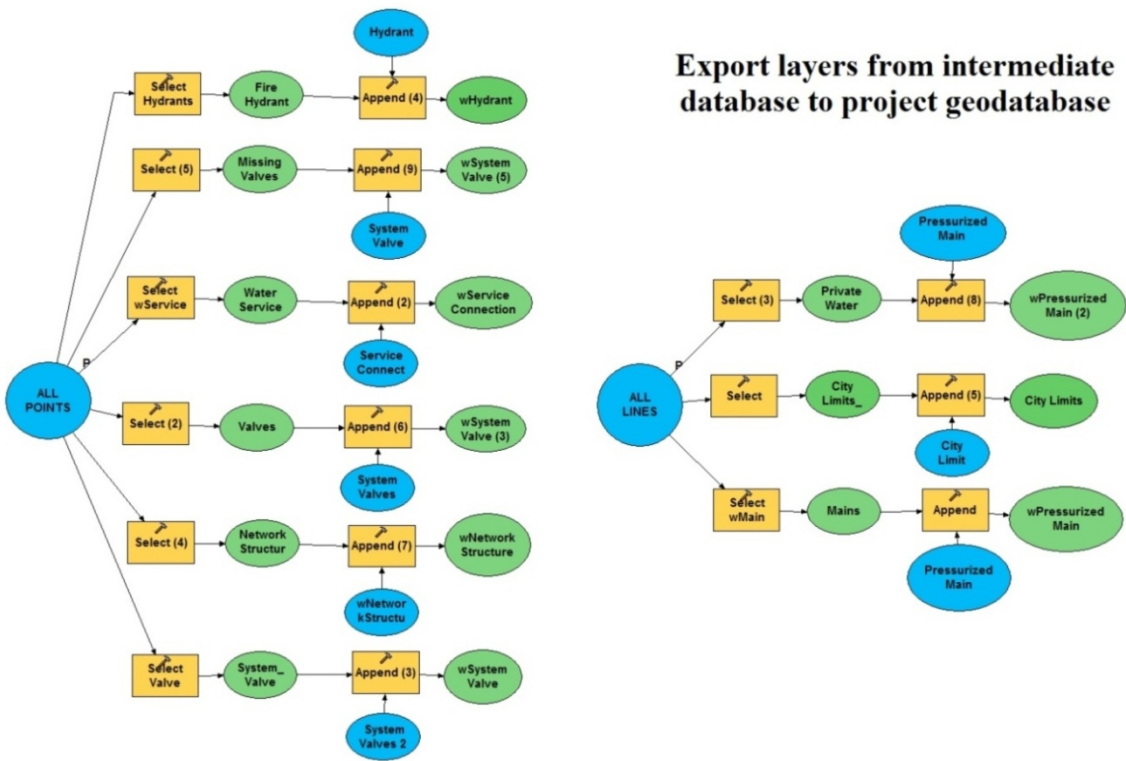 Export layers from intermediate
database to project geodatabase
Hydrant
Select
Hydrants
Fire
Hydrant
Append (4)
wHydrant
Select (5)
Missing
Valves
Append (9)
wSystem
Valve (5)
System
Valve
Select
wService
Water
Service
Append (2)
wService
Connection
P
Service
Connect
ALL
POINTS
Select (2)
Valves
Append (6)
wSystem
Valve (3)
System
Valves
Select (4)
Network
Structur
Append (7)
wNetwork
Structure
wNetwor
kStructu
Select
Valve
System_
Valve
Append (3)
wSystem
Valve
System
Valves 2
Pressurized
Main
Select (3)
Private
Water
Append (8)
wPressurized
Main (2)
P
ALL
LINES
Select
City
Limits_
Append (5)
City Limits
City
Limit
Select
wMain
Mains
Append
wPressurized
Main
Pressurized
Main